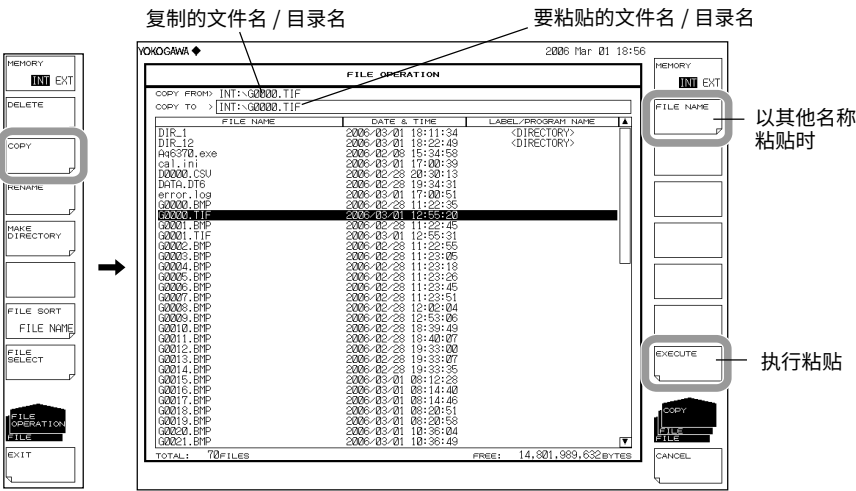 复制的文件名 / 目录名
要粘贴的文件名 / 目录名
MEMORY
INT EXT
DELETE
COPY
RENAME
MAKE
DIRECTORY
FILE SORT
FILE NAME
FILE
SELECT
FILE
OPERATION
FILE
EXIT
YOKOGAWA ◆
2006 Mar 01 18:56
FILE OPERATION
COPY FROM> INT:\G0000.TIF
COPY TO > INT:\G0000.TIF
FILE NAME DATE & TIME LABEL/PROGRAM NAME
DIR_1 2006/03/01 18:11:34 <DIRECTORY>
DIR_12 2006/03/01 18:22:49 <DIRECTORY>
Aq6370.exe 2006/02/08 15:34:58
cal.ini 2006/03/01 17:00:39
D0000.CSV 2006/02/28 20:30:13
DATA.DT6 2006/02/28 19:34:31
error.log 2006/03/01 17:00:51
G0000.BMP 2006/02/28 11:22:35
G0000.TIF 2006/03/01 12:55:20
G0001.BMP 2006/02/28 11:22:45
G0001.TIF 2006/03/01 12:55:31
G0002.BMP 2006/02/28 11:22:55
G0003.BMP 2006/02/28 11:23:05
G0004.BMP 2006/02/28 11:23:18
G0005.BMP 2006/02/28 11:23:26
G0006.BMP 2006/02/28 11:23:45
G0007.BMP 2006/02/28 11:23:51
G0008.BMP 2006/02/28 12:02:04
G0009.BMP 2006/02/28 12:53:06
G0010.BMP 2006/02/28 18:39:49
G0011.BMP 2006/02/28 18:40:07
G0012.BMP 2006/02/28 19:33:00
G0013.BMP 2006/02/28 19:33:07
G0014.BMP 2006/02/28 19:33:35
G0015.BMP 2006/03/01 08:12:28
G0016.BMP 2006/03/01 08:14:40
G0017.BMP 2006/03/01 08:14:46
G0018.BMP 2006/03/01 08:20:51
G0019.BMP 2006/03/01 08:20:58
G0020.BMP 2006/03/01 10:36:04
G0021.BMP 2006/03/01 10:36:49
TOTAL: 70FILES FREE: 14,801,989,632BYTES
MEMORY
INT EXT
FILE NAME
EXECUTE
COPY
FILE
FILE
CANCEL
以其他名称
粘贴时
执行粘贴